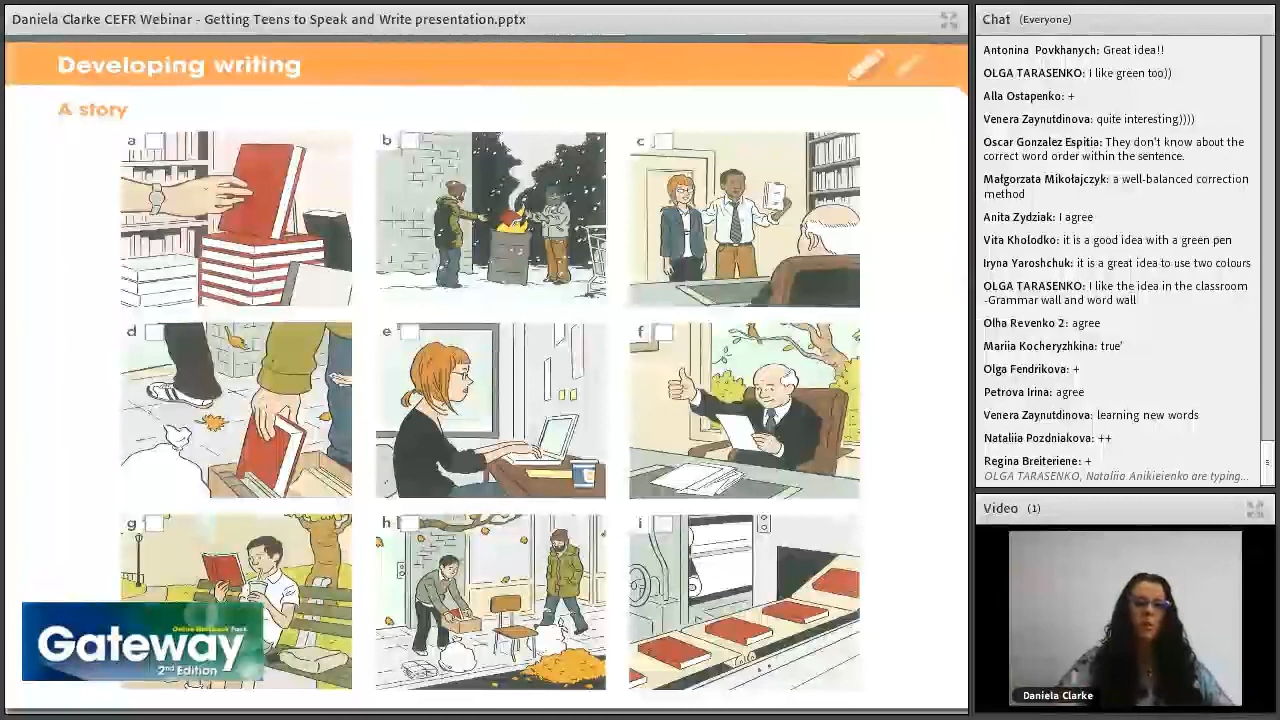 Daniela Clarke CEFR Webinar - Getting Teens to Speak and Write presentation.pptx
Developing writing
A story
a
b
c
d
e
f
g
h
i
Online Workbook Pack
Gateway
2nd Edition
Chat (Everyone)
Antonina Povkhanych: Great idea!!
OLGA TARASENKO: I like green too))
Alla Ostapenko: +
Venera Zaynutdinova: quite interesting))))
Oscar Gonzalez Espitia: They don't know about the
correct word order within the sentence.
Małgorzata Mikołajczyk: a well-balanced correction
method
Anita Zydziak: I agree
Vita Kholodko: it is a good idea with a green pen
Iryna Yaroshchuk: it is a great idea to use two colours
OLGA TARASENKO: I like the idea in the classroom
-Grammar wall and word wall
Olha Revenko 2: agree
Mariia Kocheryzhkina: true'
Olga Fendrikova: +
Petrova Irina: agree
Venera Zaynutdinova: learning new words
Nataliia Pozdniakova: ++
Regina Breiteriene: +
OLGA TARASENKO, Nataliia Anikieienko are typing...
Video (1)
Daniela Clarke